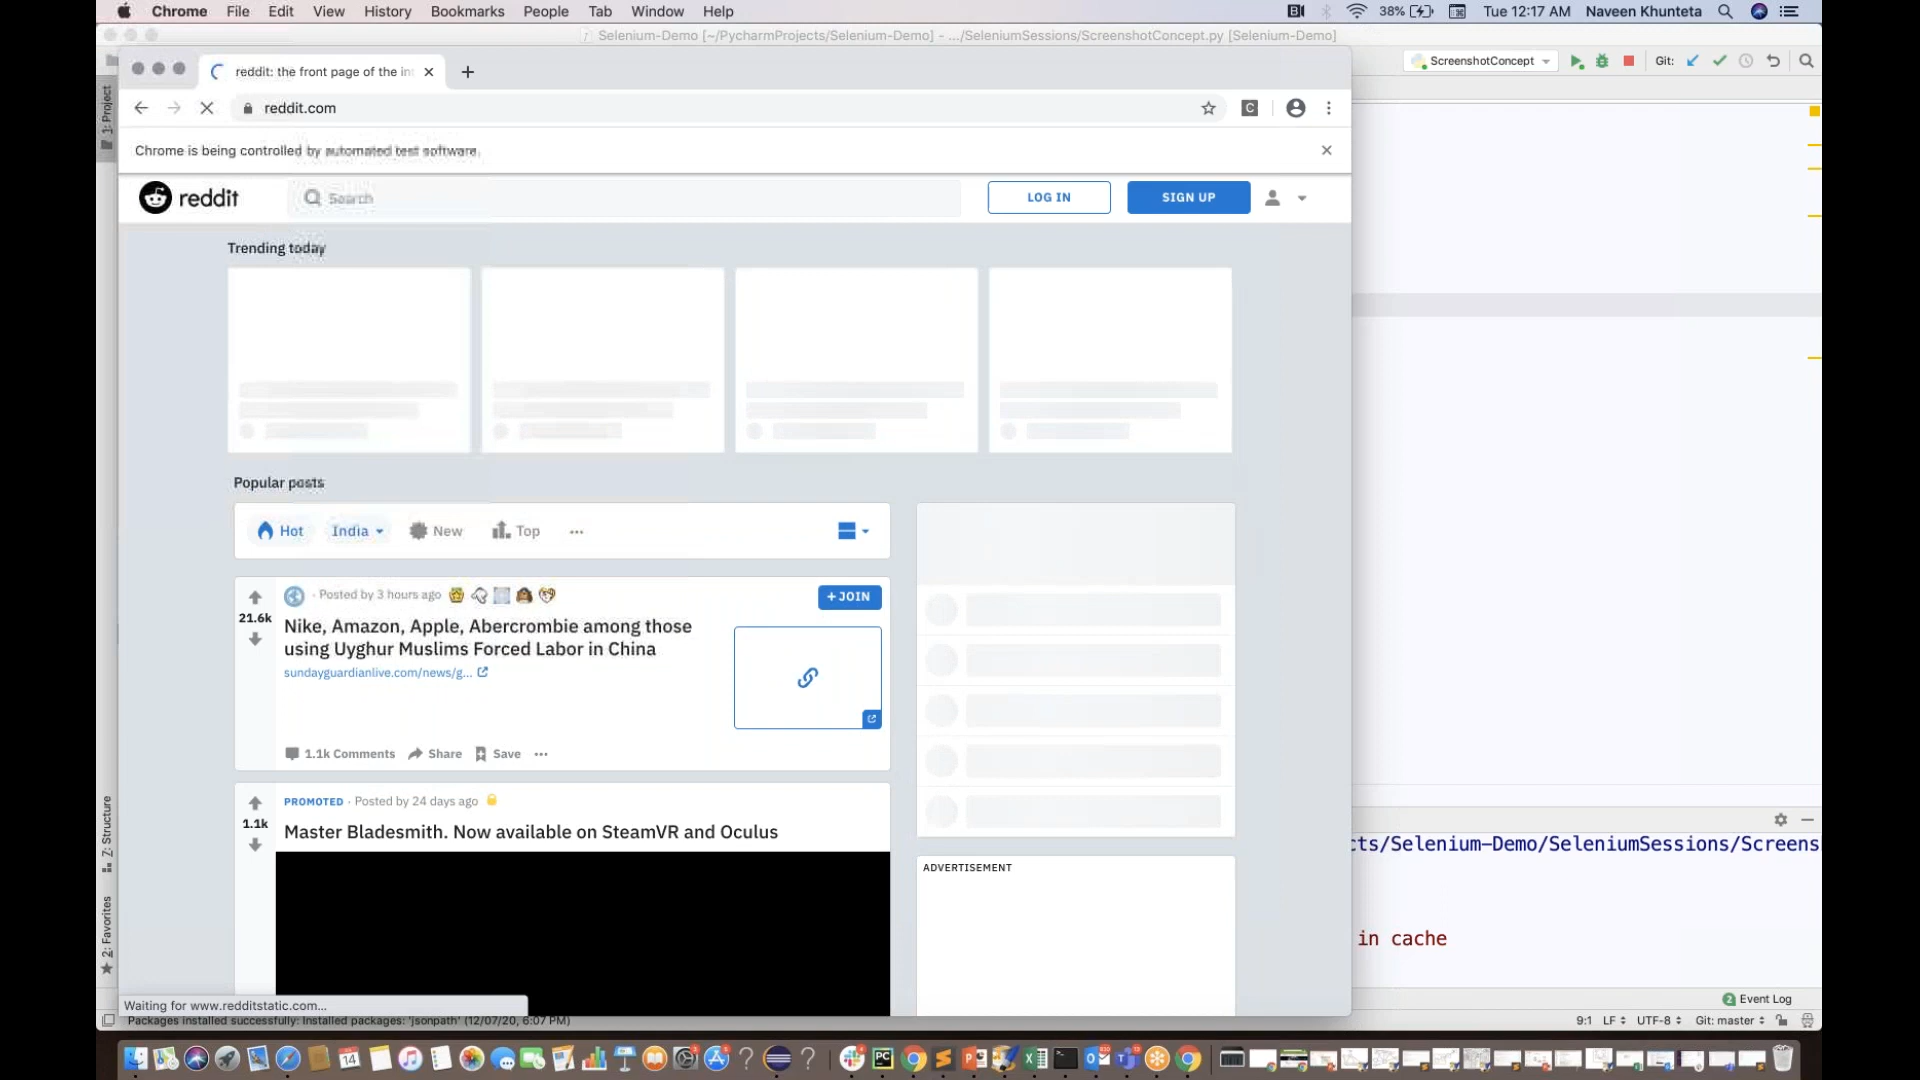 Chrome File Edit View History Bookmarks People Tab Window Help 38% Tue 12:17 AM Naveen Khunteta
Selenium-Demo [~/PycharmProjects/Selenium-Demo] - .../SeleniumSessions/ScreenshotConcept.py [Selenium-Demo]
reddit: the front page of the in
ScreenshotConcept Git:
1: Project
reddit.com
Chrome is being controlled by automated test software.
reddit Search LOG IN SIGN UP
Trending today
Popular posts
Hot India New Top
21.6k
Posted by 3 hours ago
+ JOIN
Nike, Amazon, Apple, Abercrombie among those
using Uyghur Muslims Forced Labor in China
sundayguardianlive.com/news/g...
1.1k Comments Share Save
1.1k
PROMOTED · Posted by 24 days ago
Master Bladesmith. Now available on SteamVR and Oculus
ADVERTISEMENT
Z: Structure
2: Favorites
cts/Selenium-Demo/SeleniumSessions/Screens
in cache
Waiting for www.redditstatic.com...
Event Log
Packages installed successfully: Installed packages: 'jsonpath' (12/07/20, 6:07 PM)
9:1 LF UTF-8 Git: master